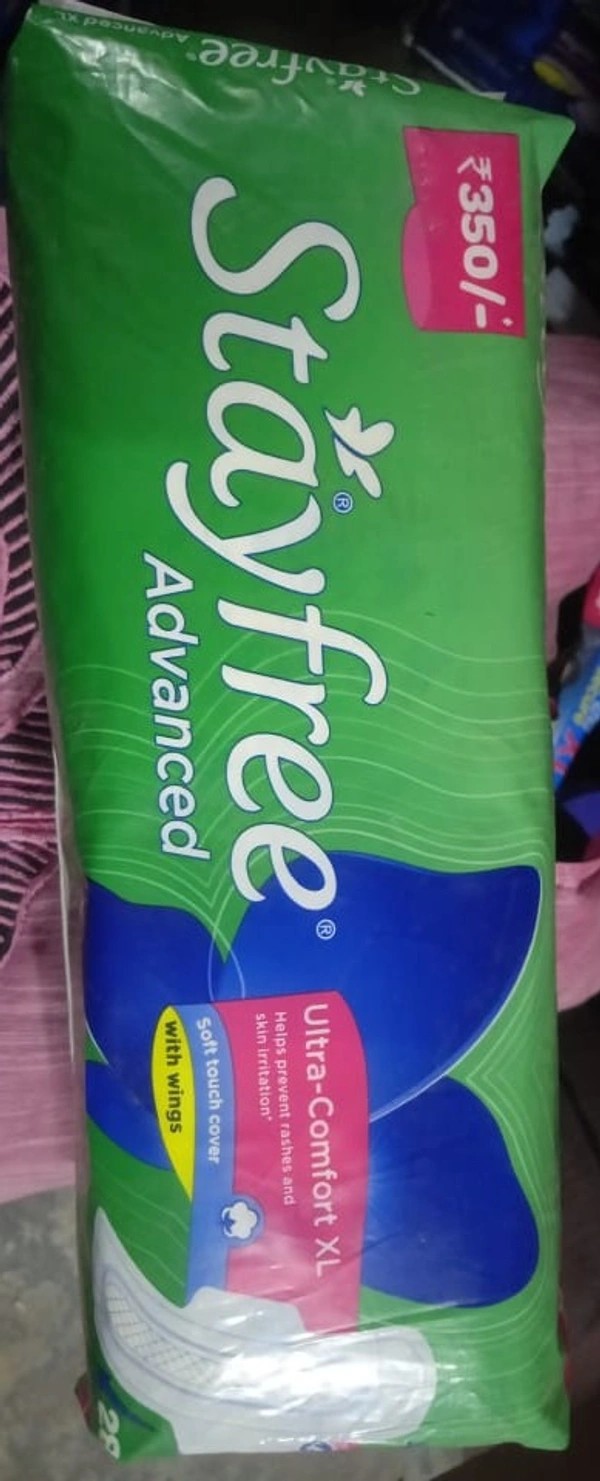 Stayfree®
Advanced XL
₹350/-*
Stayfree®
Advanced
Ultra-Comfort XL
Helps prevent rashes and
skin irritation*
Soft touch cover
with wings
28